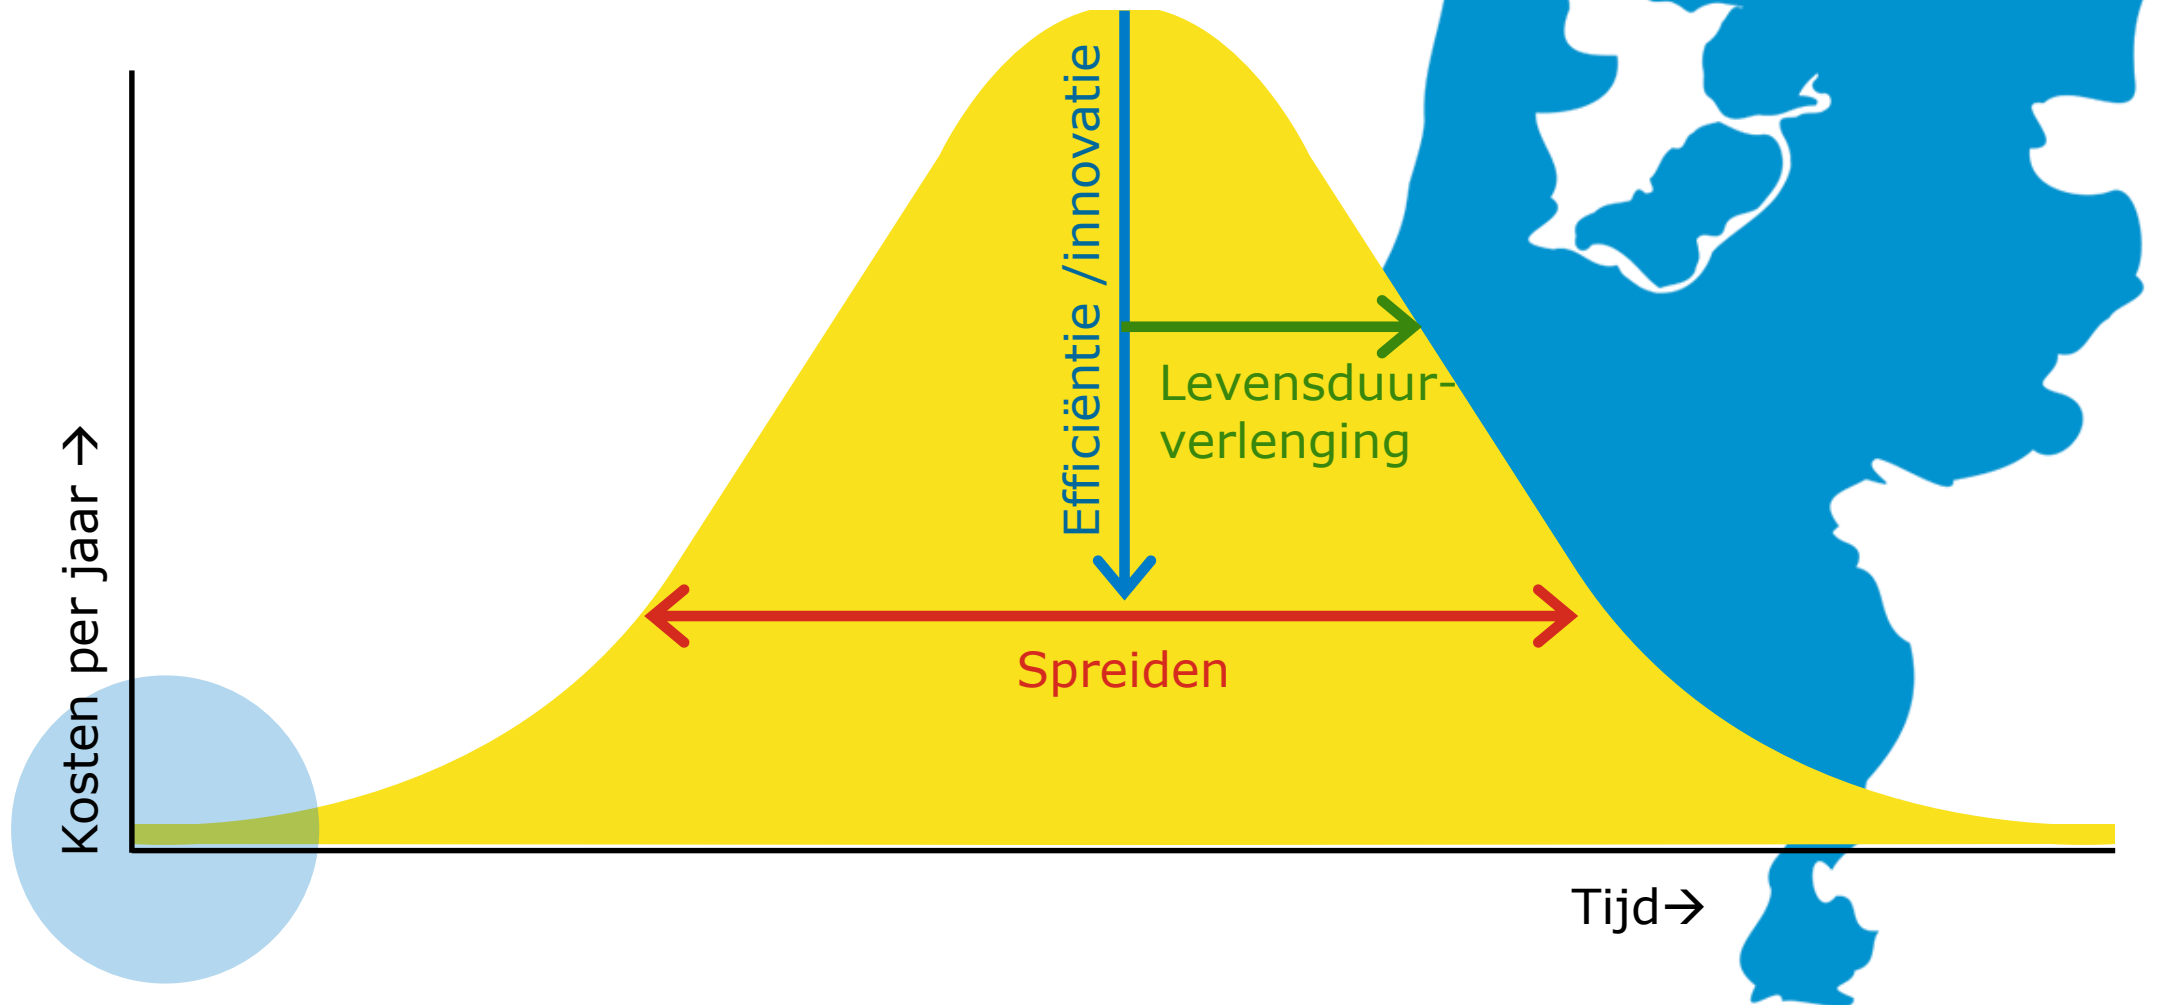 Efficiëntie /innovatie
Levensduur-
verlenging
Kosten per jaar →
Spreiden
Tijd→